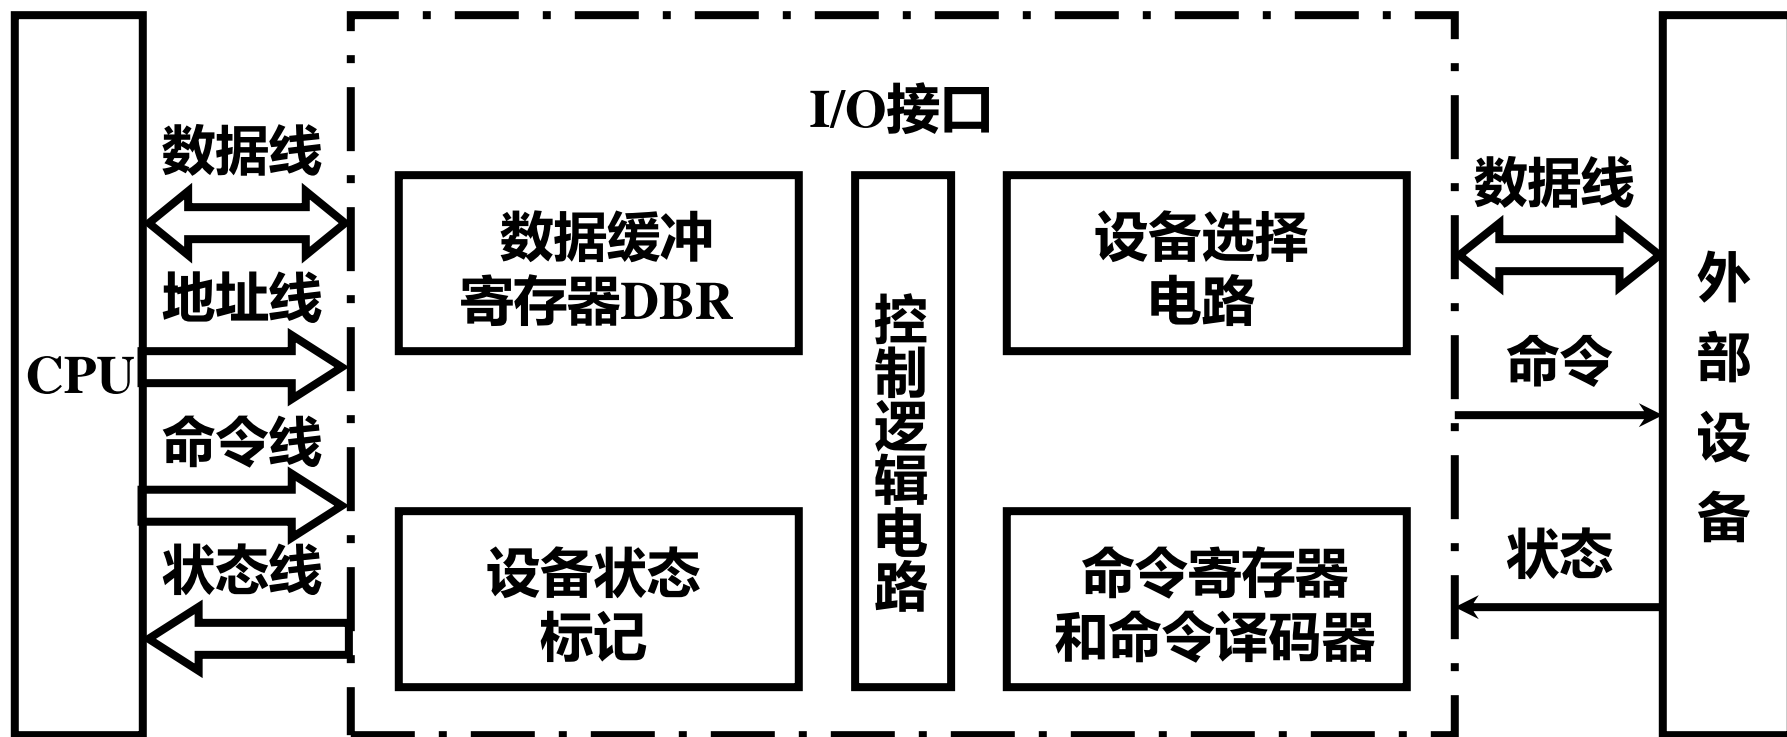 I/O接口
CPU
数据线
地址线
命令线
状态线
数据缓冲
寄存器DBR
设备状态
标记
控制逻辑电路
设备选择
电路
命令寄存器
和命令译码器
数据线
命令
状态
外部设备